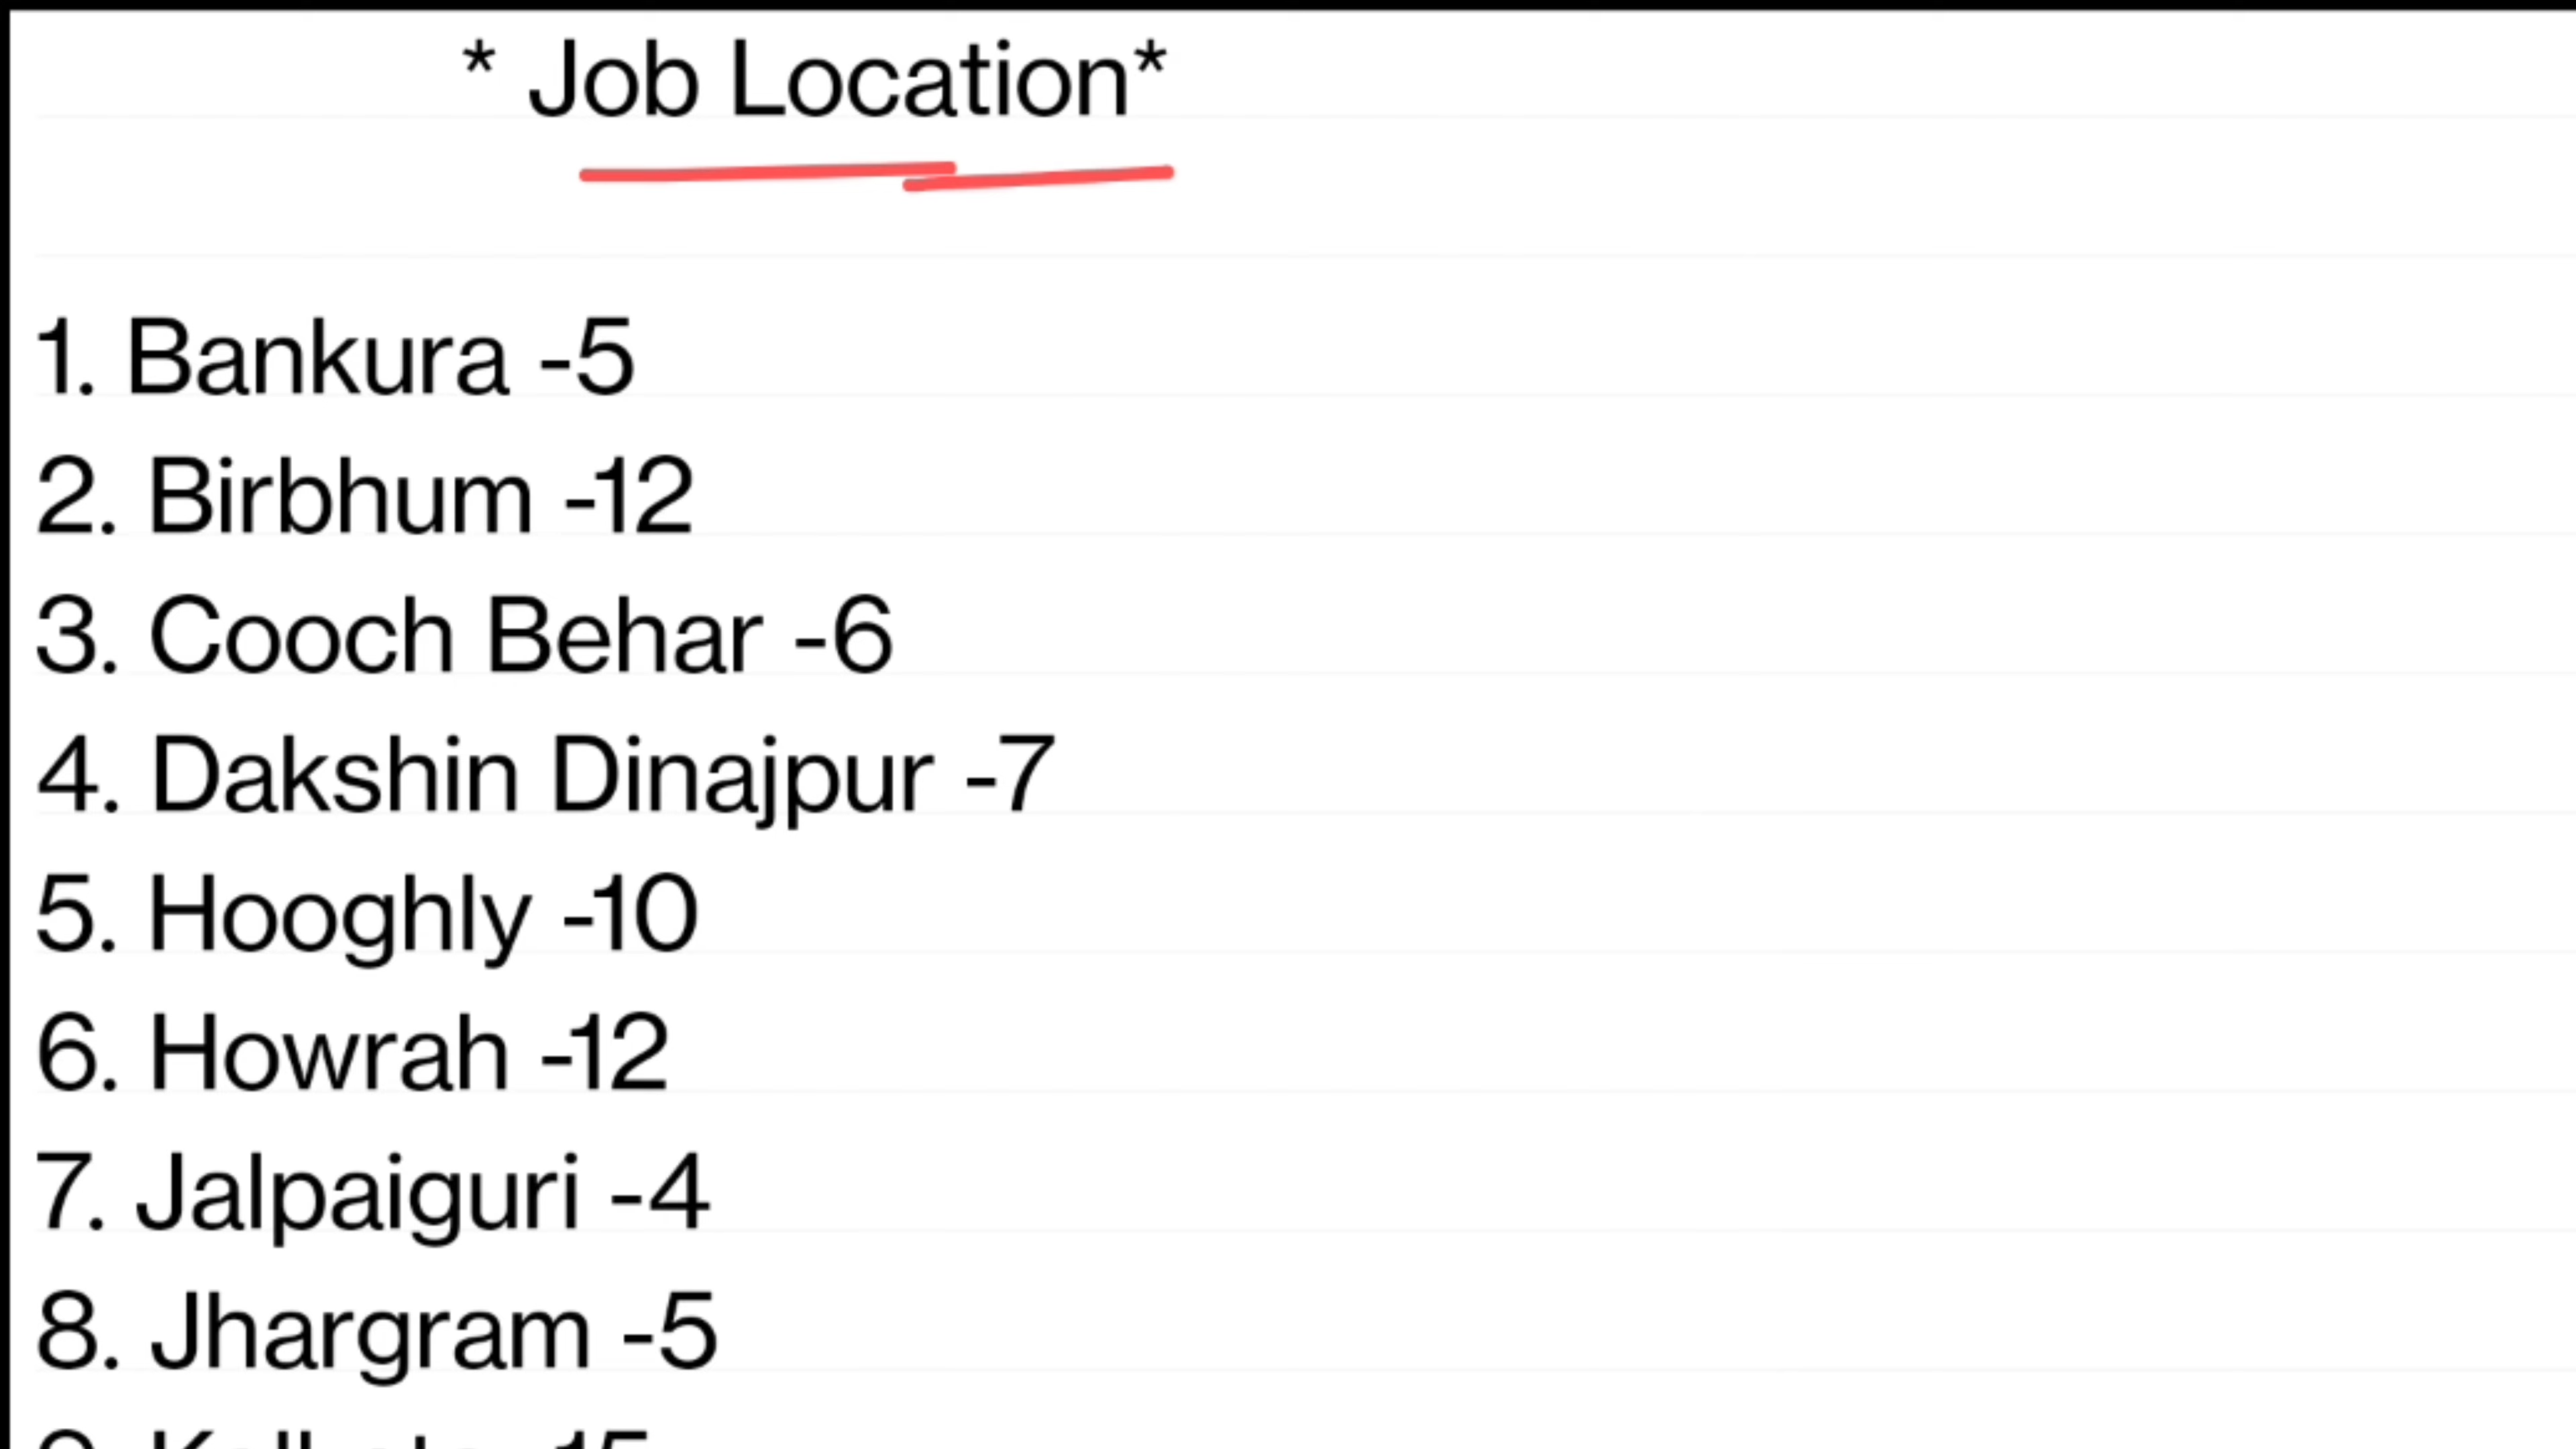 * Job Location*
1. Bankura -5
2. Birbhum -12
3. Cooch Behar -6
4. Dakshin Dinajpur -7
5. Hooghly -10
6. Howrah -12
7. Jalpaiguri -4
8. Jhargram -5